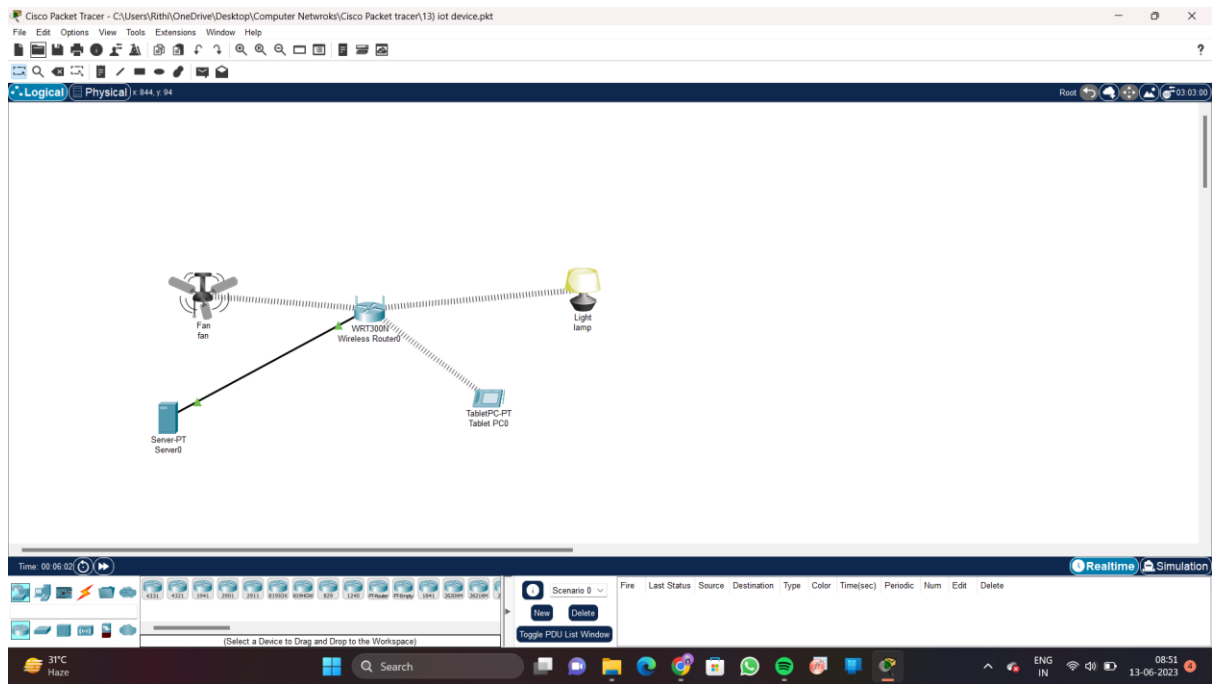 Cisco Packet Tracer - C:\Users\Rithi\OneDrive\Desktop\Computer Netwroks\Cisco Packet tracer\13) iot device.pkt
File Edit Options View Tools Extensions Window Help
?
Logical Physical x: 844, y: 94 Root 03:03:00
Fan
fan
WRT300N
Wireless Router0
Light
lamp
TabletPC-PT
Tablet PC0
Server-PT
Server0
Time: 00:06:02 Realtime Simulation
4331 4321 1941 2901 2911 819IOX 819HGW 829 1240 PT-Router PT-Empty 1841 2620XM 2621XM 2
(Select a Device to Drag and Drop to the Workspace)
Scenario 0
New Delete
Toggle PDU List Window
Fire Last Status Source Destination Type Color Time(sec) Periodic Num Edit Delete
31°C
Haze
Search
ENG
IN
08:51
13-06-2023
4